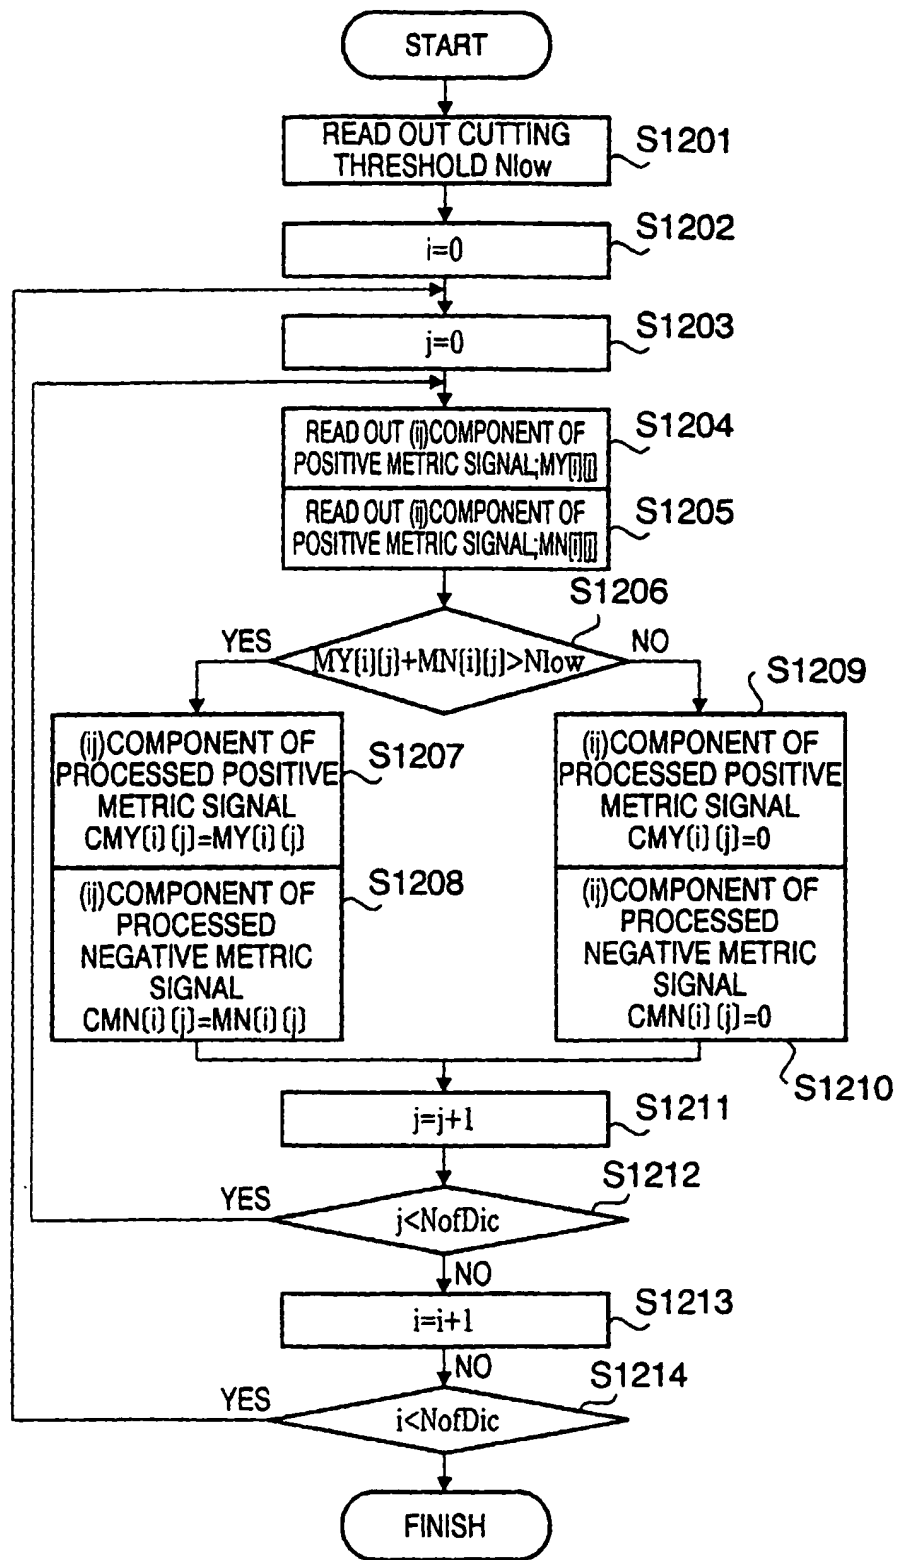 START
READ OUT CUTTING
THRESHOLD Nlow
S1201
i=0
S1202
j=0
S1203
READ OUT (ij)COMPONENT OF
POSITIVE METRIC SIGNAL;MY[i][j]
S1204
READ OUT (ij)COMPONENT OF
POSITIVE METRIC SIGNAL;MN[i][j]
S1205
S1206
YES
MY[i][j]+MN[i][j]>Nlow
NO
(ij)COMPONENT OF
PROCESSED POSITIVE
METRIC SIGNAL
CMY[i][j]=MY[i][j]
S1207
(ij)COMPONENT OF
PROCESSED
NEGATIVE METRIC
SIGNAL
CMN[i][j]=MN[i][j]
S1208
S1209
(ij)COMPONENT OF
PROCESSED POSITIVE
METRIC SIGNAL
CMY[i][j]=0
(ij)COMPONENT OF
PROCESSED
NEGATIVE METRIC
SIGNAL
CMN[i][j]=0
S1210
j=j+1
S1211
S1212
YES
j<NofDic
NO
i=i+1
S1213
NO
S1214
YES
i<NofDic
FINISH